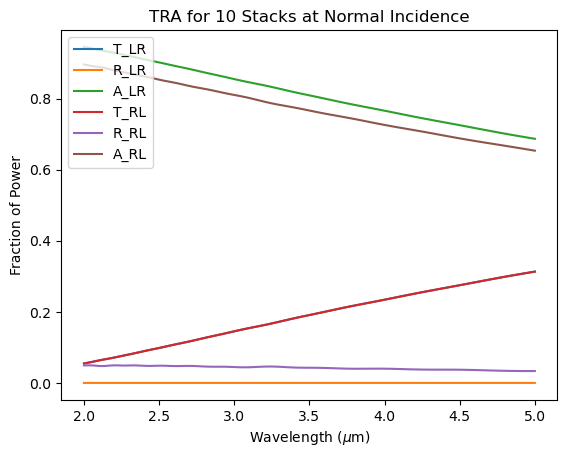 TRA for 10 Stacks at Normal Incidence
T_LR
R_LR
A_LR
T_RL
R_RL
A_RL
Fraction of Power
0.8
0.6
0.4
0.2
0.0
2.0 2.5 3.0 3.5 4.0 4.5 5.0
Wavelength (μm)